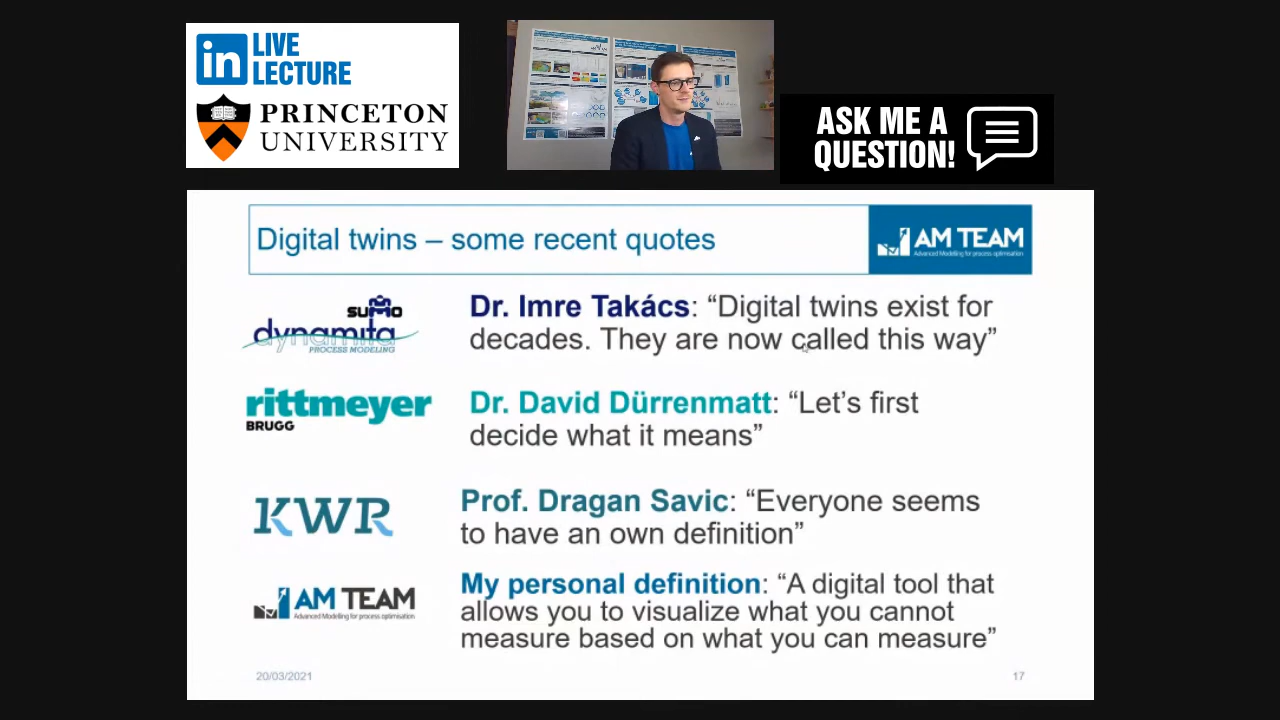 in LIVE
LECTURE
PRINCETON
UNIVERSITY
ASK ME A
QUESTION!
Digital twins – some recent quotes
AM TEAM
Advanced Modelling for process optimisation
sumo
dynamita
PROCESS MODELING
Dr. Imre Takács: “Digital twins exist for
decades. They are now called this way”
rittmeyer
BRUGG
Dr. David Dürrenmatt: “Let’s first
decide what it means”
KWR
Prof. Dragan Savic: “Everyone seems
to have an own definition”
AM TEAM
Advanced Modelling for process optimisation
My personal definition: “A digital tool that
allows you to visualize what you cannot
measure based on what you can measure”
20/03/2021
17